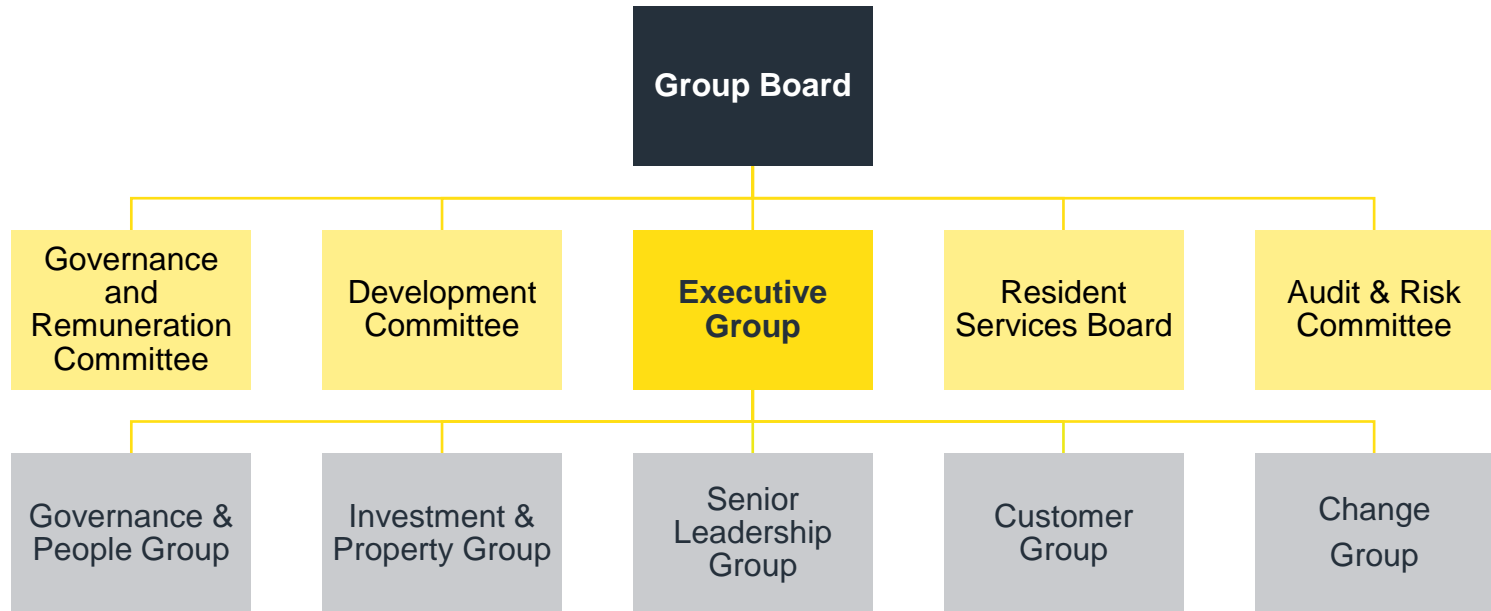 Group Board
Governance
and
Remuneration
Committee
Development
Committee
Executive
Group
Resident
Services Board
Audit & Risk
Committee
Governance &
People Group
Investment &
Property Group
Senior
Leadership
Group
Customer
Group
Change
Group